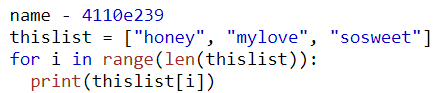 name - 4110e239
thislist = ["honey", "mylove", "sosweet"]
for i in range(len(thislist)):
  print(thislist[i])